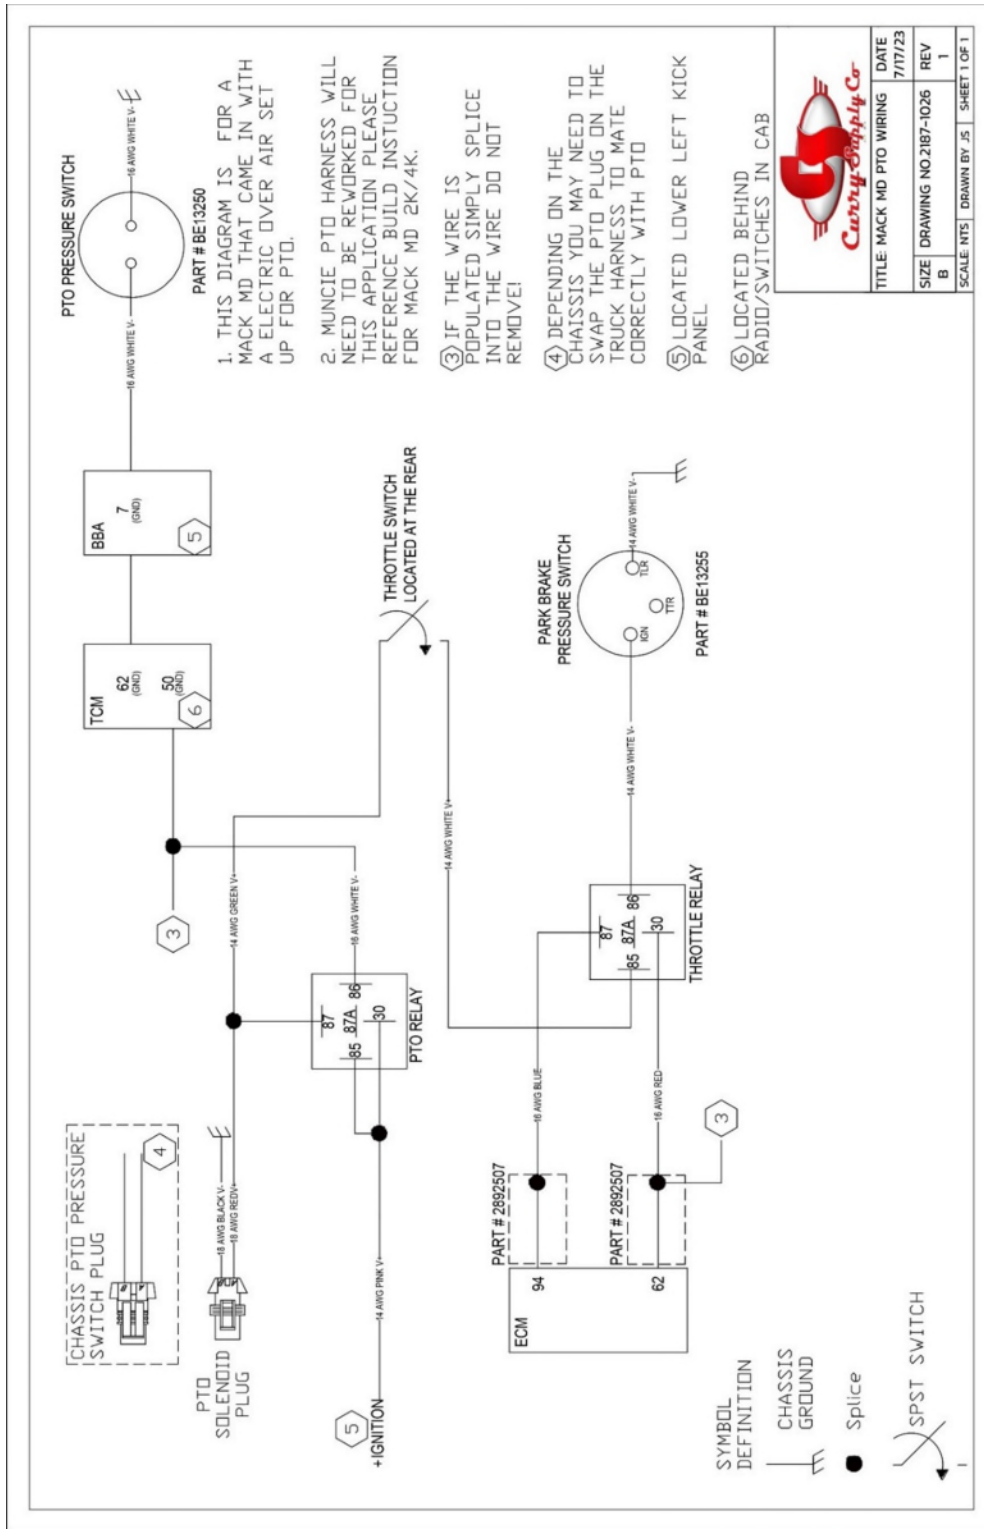 PTO PRESSURE SWITCH
16 AWG WHITE V-
16 AWG WHITE V-
PART # BE13250
BBA
7
(GND)
5
TCM
62
(GND)
50
(GND)
6
3
1. THIS DIAGRAM IS FOR A
MACK MD THAT CAME IN WITH
A ELECTRIC OVER AIR SET
UP FOR PTO.
2. MUNCIE PTO HARNESS WILL
NEED TO BE REWORKED FOR
THIS APPLICATION PLEASE
REFERENCE BUILD INSTUCTION
FOR MACK MD 2K/4K.
3 IF THE WIRE IS
POPULATED SIMPLY SPLICE
INTO THE WIRE DO NOT
REMOVE!
4 DEPENDING ON THE
CHAISSIS YOU MAY NEED TO
SWAP THE PTO PLUG ON THE
TRUCK HARNESS TO MATE
CORRECTLY WITH PTO
5 LOCATED LOWER LEFT KICK
PANEL
6 LOCATED BEHIND
RADIO/SWITCHES IN CAB
CHASSIS PTO PRESSURE
SWITCH PLUG
4
PTO
SOLENOID
PLUG
18 AWG BLACK V-
18 AWG REDV+
14 AWG GREEN V+
16 AWG WHITE V-
THROTTLE SWITCH
LOCATED AT THE REAR
87
87A
86
85
30
PTO RELAY
5
+IGNITION
14 AWG PINK V+
14 AWG WHITE V+
PARK BRAKE
PRESSURE SWITCH
14 AWG WHITE V-
14 AWG WHITE V-
IGN
TTR
TLR
PART # BE13255
87
87A
86
85
30
THROTTLE RELAY
16 AWG BLUE
16 AWG RED
PART # 2892507
PART # 2892507
ECM
94
62
3
SYMBOL
DEFINITION
CHASSIS
GROUND
Splice
SPST SWITCH
CS
Curry Supply Co
TITLE: MACK MD PTO WIRING
DATE
7/17/23
SIZE
B
DRAWING NO.21B7-1026
REV
1
SCALE: NTS
DRAWN BY JS
SHEET 1 OF 1